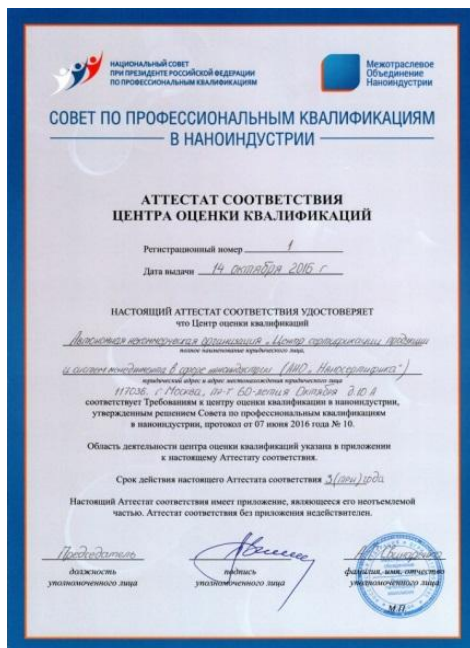 НАЦИОНАЛЬНЫЙ СОВЕТ
ПРИ ПРЕЗИДЕНТЕ РОССИЙСКОЙ ФЕДЕРАЦИИ
ПО ПРОФЕССИОНАЛЬНЫМ КВАЛИФИКАЦИЯМ
Межотраслевое
Объединение
Наноиндустрии
СОВЕТ ПО ПРОФЕССИОНАЛЬНЫМ КВАЛИФИКАЦИЯМ
В НАНОИНДУСТРИИ
АТТЕСТАТ СООТВЕТСТВИЯ
ЦЕНТРА ОЦЕНКИ КВАЛИФИКАЦИЙ
Регистрационный номер 1
Дата выдачи 14 октября 2016 г
НАСТОЯЩИЙ АТТЕСТАТ СООТВЕТСТВИЯ УДОСТОВЕРЯЕТ
что Центр оценки квалификаций
Автономная некоммерческая организация „Центр сертификации продукции
полное наименование юридического лица,
и систем менеджмента в сфере наноиндустрии (АНО „Наносертифика")
юридический адрес и адрес местонахождения юридического лица
117036. г. Москва, пр-т 60-летия Октября д.10 А
соответствует Требованиям к центру оценки квалификации в наноиндустрии,
утвержденным решением Совета по профессиональным квалификациям
в наноиндустрии, протокол от 07 июня 2016 года № 10.
Область деятельности центра оценки квалификаций указана в приложении
к настоящему Аттестату соответствия.
Срок действия настоящего Аттестата соответствия 3(три) года
Настоящий Аттестат соответствия имеет приложение, являющееся его неотъемлемой
частью. Аттестат соответствия без приложения недействителен.
Председатель
должность
уполномоченного лица
подпись
уполномоченного лица
фамилия, имя, отчество
уполномоченного лица
М.П.